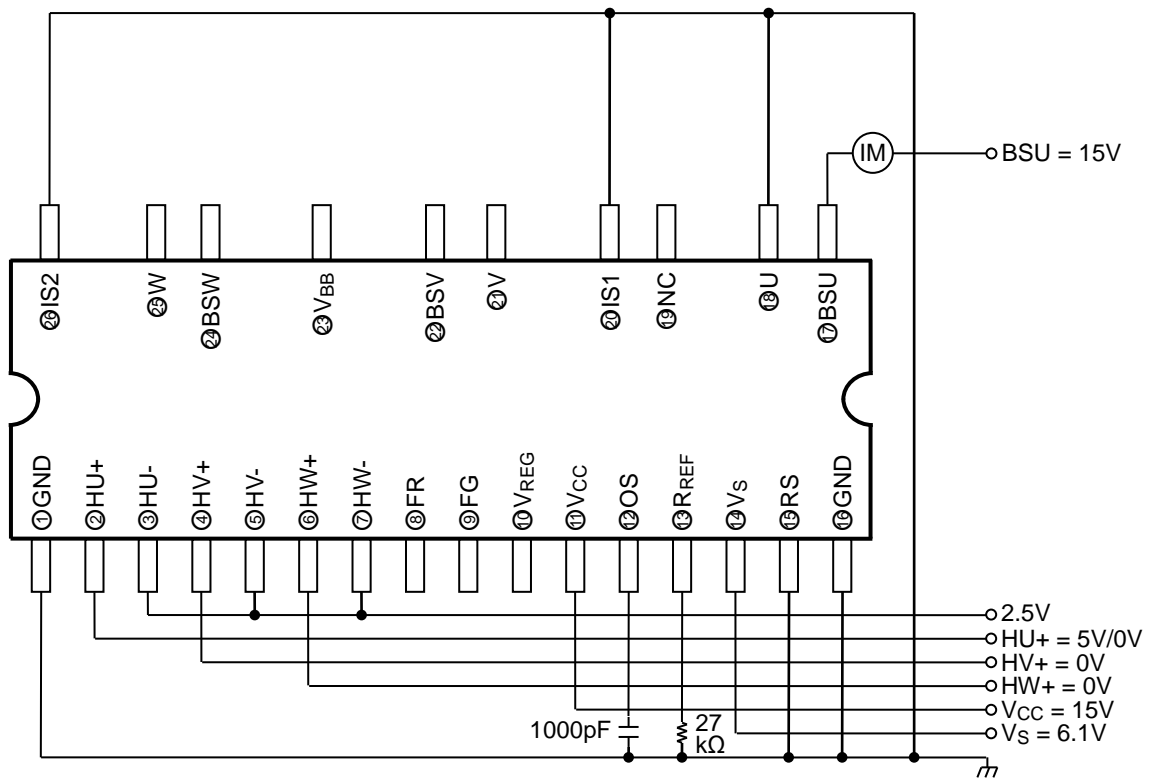 IM
BSU = 15V
㉖IS2
㉕W
㉔BSW
㉓VBB
㉒BSV
㉑V
⑳IS1
⑲NC
⑱U
⑰BSU
①GND
②HU+
③HU-
④HV+
⑤HV-
⑥HW+
⑦HW-
⑧FR
⑨FG
⑩VREG
⑪VCC
⑫OS
⑬RREF
⑭VS
⑮RS
⑯GND
2.5V
HU+ = 5V/0V
HV+ = 0V
HW+ = 0V
VCC = 15V
VS = 6.1V
1000pF
27
kΩ